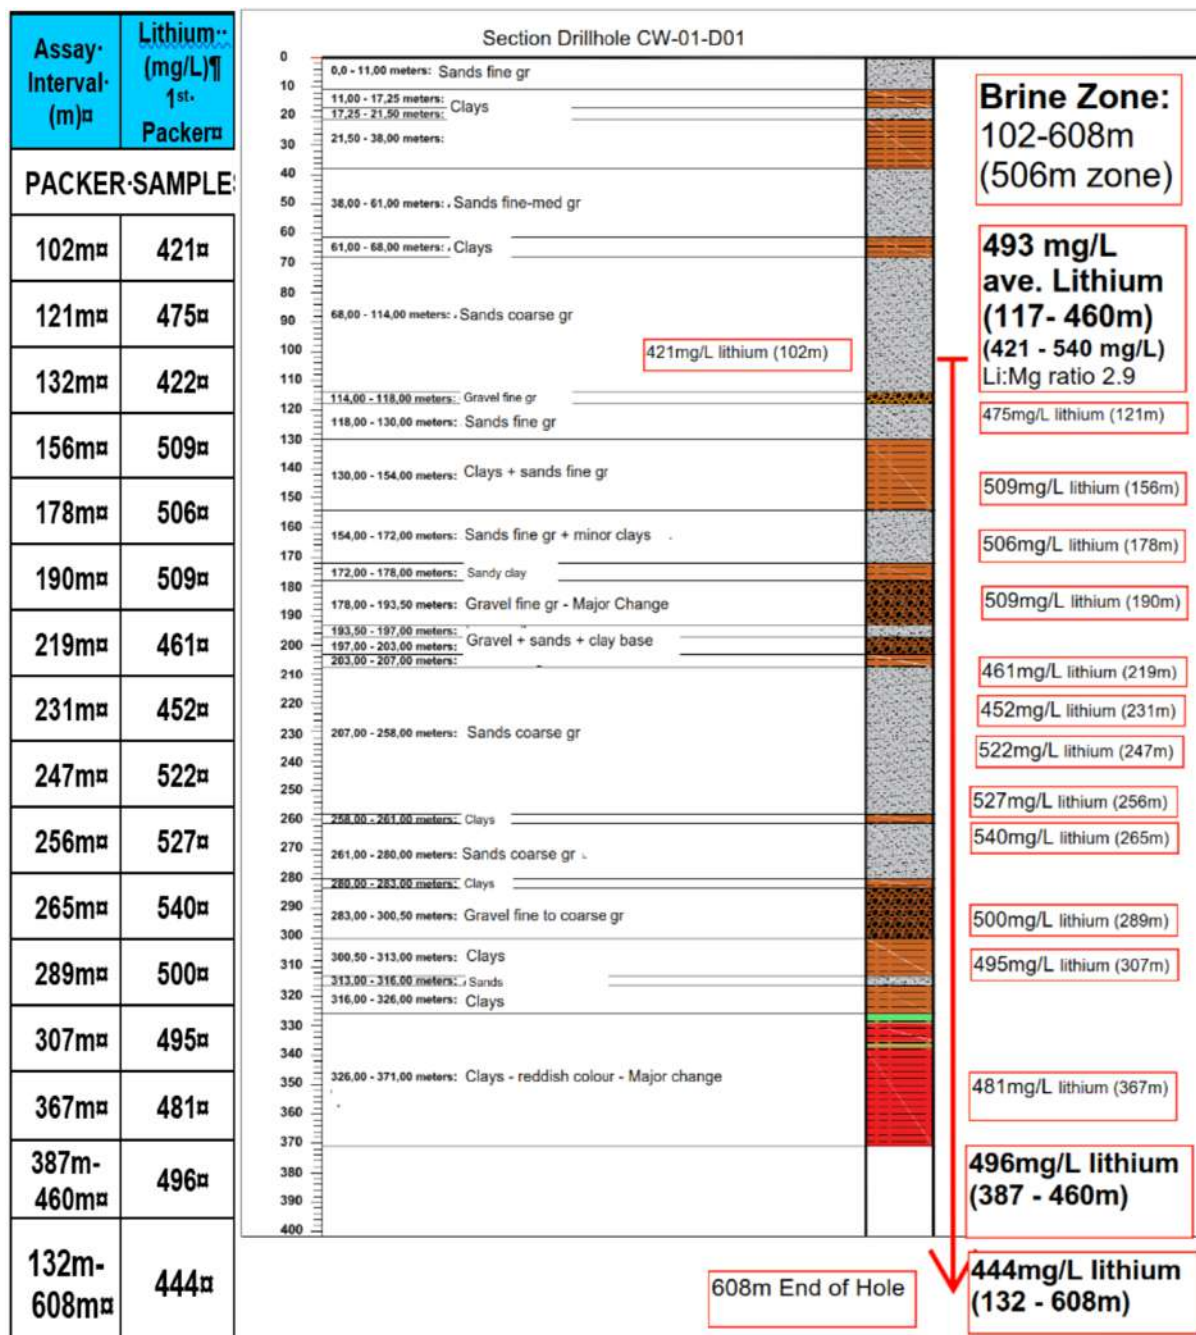 Assay·
Interval·
(m)¤
Lithium··
(mg/L)¶
1st·
Packer¤
PACKER·SAMPLE
102m¤ 421¤
121m¤ 475¤
132m¤ 422¤
156m¤ 509¤
178m¤ 506¤
190m¤ 509¤
219m¤ 461¤
231m¤ 452¤
247m¤ 522¤
256m¤ 527¤
265m¤ 540¤
289m¤ 500¤
307m¤ 495¤
367m¤ 481¤
387m-
460m¤ 496¤
132m-
608m¤ 444¤
Section Drillhole CW-01-D01
0
10
20
30
40
50
60
70
80
90
100
110
120
130
140
150
160
170
180
190
200
210
220
230
240
250
260
270
280
290
300
310
320
330
340
350
360
370
380
390
400
0,0 - 11,00 meters: Sands fine gr
11,00 - 17,25 meters: Clays
17,25 - 21,50 meters:
21,50 - 38,00 meters:
38,00 - 61,00 meters: Sands fine-med gr
61,00 - 68,00 meters: Clays
68,00 - 114,00 meters: Sands coarse gr
421mg/L lithium (102m)
114,00 - 118,00 meters: Gravel fine gr
118,00 - 130,00 meters: Sands fine gr
130,00 - 154,00 meters: Clays + sands fine gr
154,00 - 172,00 meters: Sands fine gr + minor clays
172,00 - 178,00 meters: Sandy clay
178,00 - 193,50 meters: Gravel fine gr - Major Change
193,50 - 197,00 meters:
197,00 - 203,00 meters: Gravel + sands + clay base
203,00 - 207,00 meters:
207,00 - 258,00 meters: Sands coarse gr
258,00 - 261,00 meters: Clays
261,00 - 280,00 meters: Sands coarse gr
280,00 - 283,00 meters: Clays
283,00 - 300,50 meters: Gravel fine to coarse gr
300,50 - 313,00 meters: Clays
313,00 - 316,00 meters: Sands
316,00 - 326,00 meters: Clays
326,00 - 371,00 meters: Clays - reddish colour - Major change
608m End of Hole
Brine Zone:
102-608m
(506m zone)
493 mg/L
ave. Lithium
(117- 460m)
(421 - 540 mg/L)
Li:Mg ratio 2.9
475mg/L lithium (121m)
509mg/L lithium (156m)
506mg/L lithium (178m)
509mg/L lithium (190m)
461mg/L lithium (219m)
452mg/L lithium (231m)
522mg/L lithium (247m)
527mg/L lithium (256m)
540mg/L lithium (265m)
500mg/L lithium (289m)
495mg/L lithium (307m)
481mg/L lithium (367m)
496mg/L lithium
(387 - 460m)
444mg/L lithium
(132 - 608m)